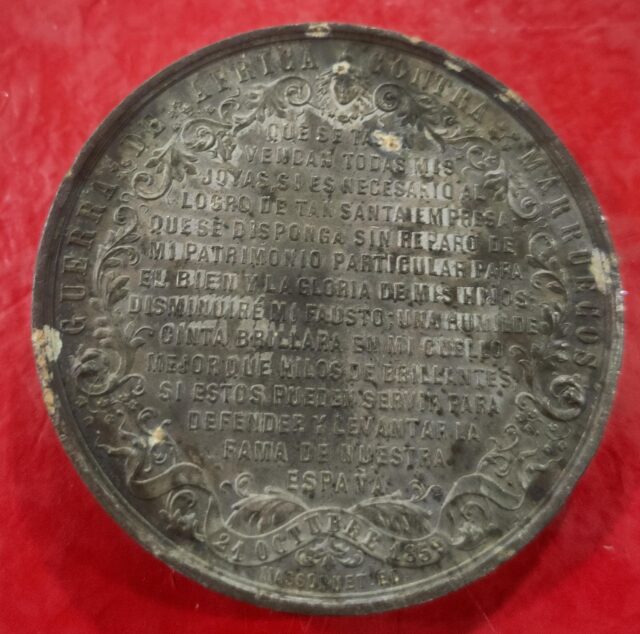 GUERRA DE AFRICA CONTRA MARRUECOS
QUE SE TASEN
Y VENDAN TODAS MIS
JOYAS, SI ES NECESARIO AL
LOGRO DE TAN SANTA EMPRESA
QUE SE DISPONGA SIN REPARO DE
MI PATRIMONIO PARTICULAR PARA
EL BIEN Y LA GLORIA DE MIS HIJOS:
DISMINUIRÉ MI FAUSTO; UNA HUMILDE
CINTA BRILLARÁ EN MI CUELLO
MEJOR QUE HILOS DE BRILLANTES,
SI ESTOS PUEDEN SERVIR PARA
DEFENDER Y LEVANTAR LA
FAMA DE NUESTRA
ESPAÑA
21 OCTUBRE 1859